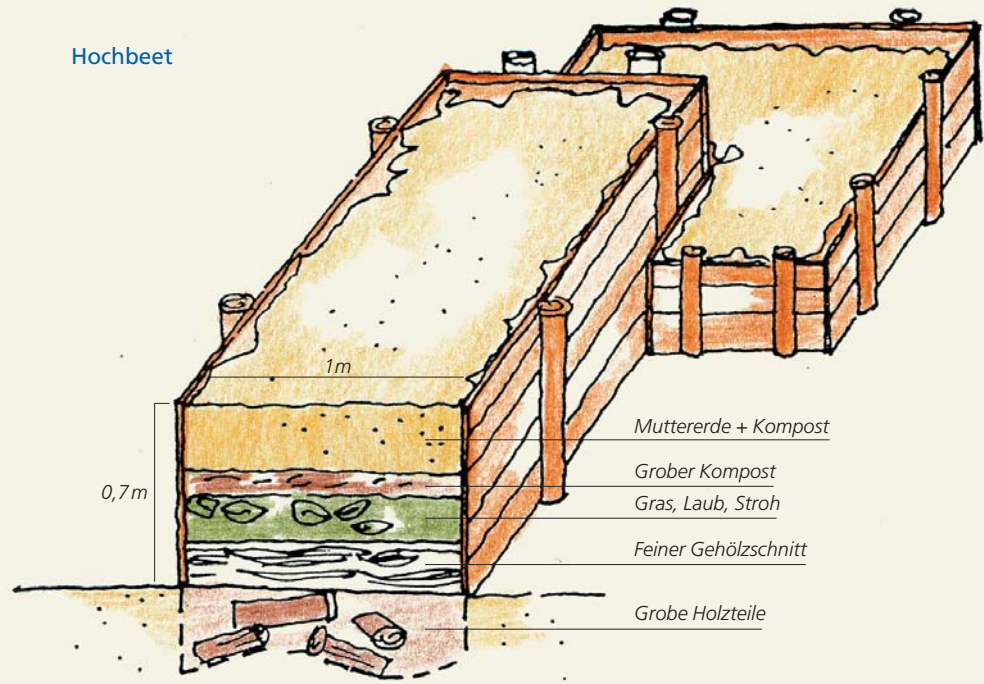 Hochbeet
1m
0,7m
Muttererde + Kompost
Grober Kompost
Gras, Laub, Stroh
Feiner Gehölzschnitt
Grobe Holzteile